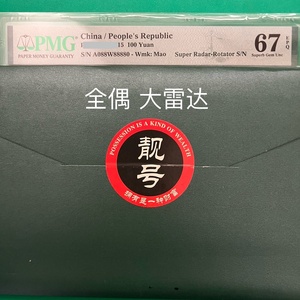 PMG
PAPER MONEY GUARANTY
China / People's Republic
15 100 Yuan
S/N A088W88880 - Wmk: Mao
Super Radar-Rotator S/N
67 EPQ
Superb Gem Unc
全偶 大雷达
POSSESSION IS A KIND OF WEALTH
靓号
拥有是一种财富